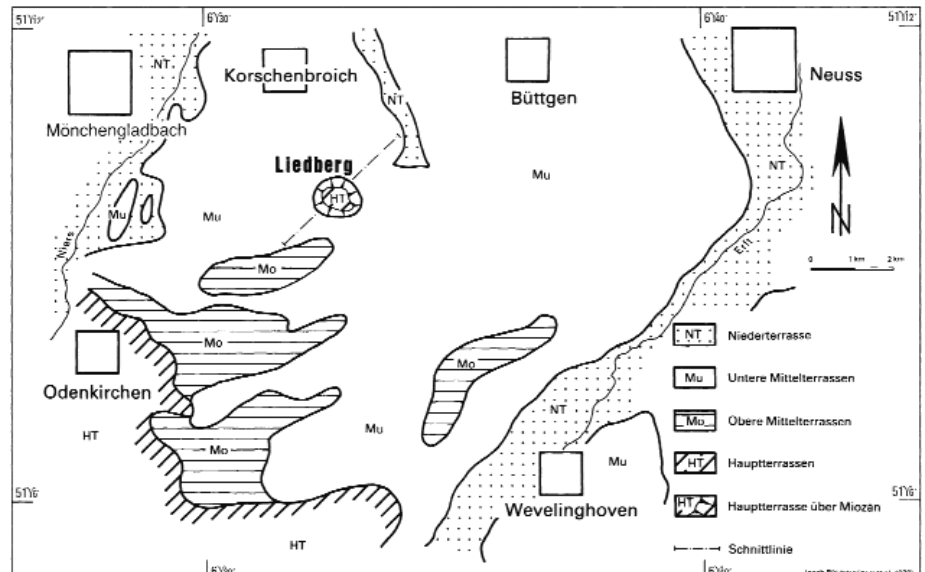 51°12' 6°30' 6°40' 51°12'
NT
Korschenbroich
Neuss
NT
Büttgen
Mönchengladbach
Liedberg
HT
Mu
NT
Mu
Mu
N
Niers
Erft
Mo
0 1 km 2 km
Mo
Mo
Odenkirchen
HT
Mu
NT
Mo
Mu
51°6'
Wevelinghoven
51°6'
HT
NT Niederterrasse
Mu Untere Mittelterrassen
Mo Obere Mittelterrassen
HT Hauptterrassen
HT Hauptterrasse über Miozän
Schnittlinie